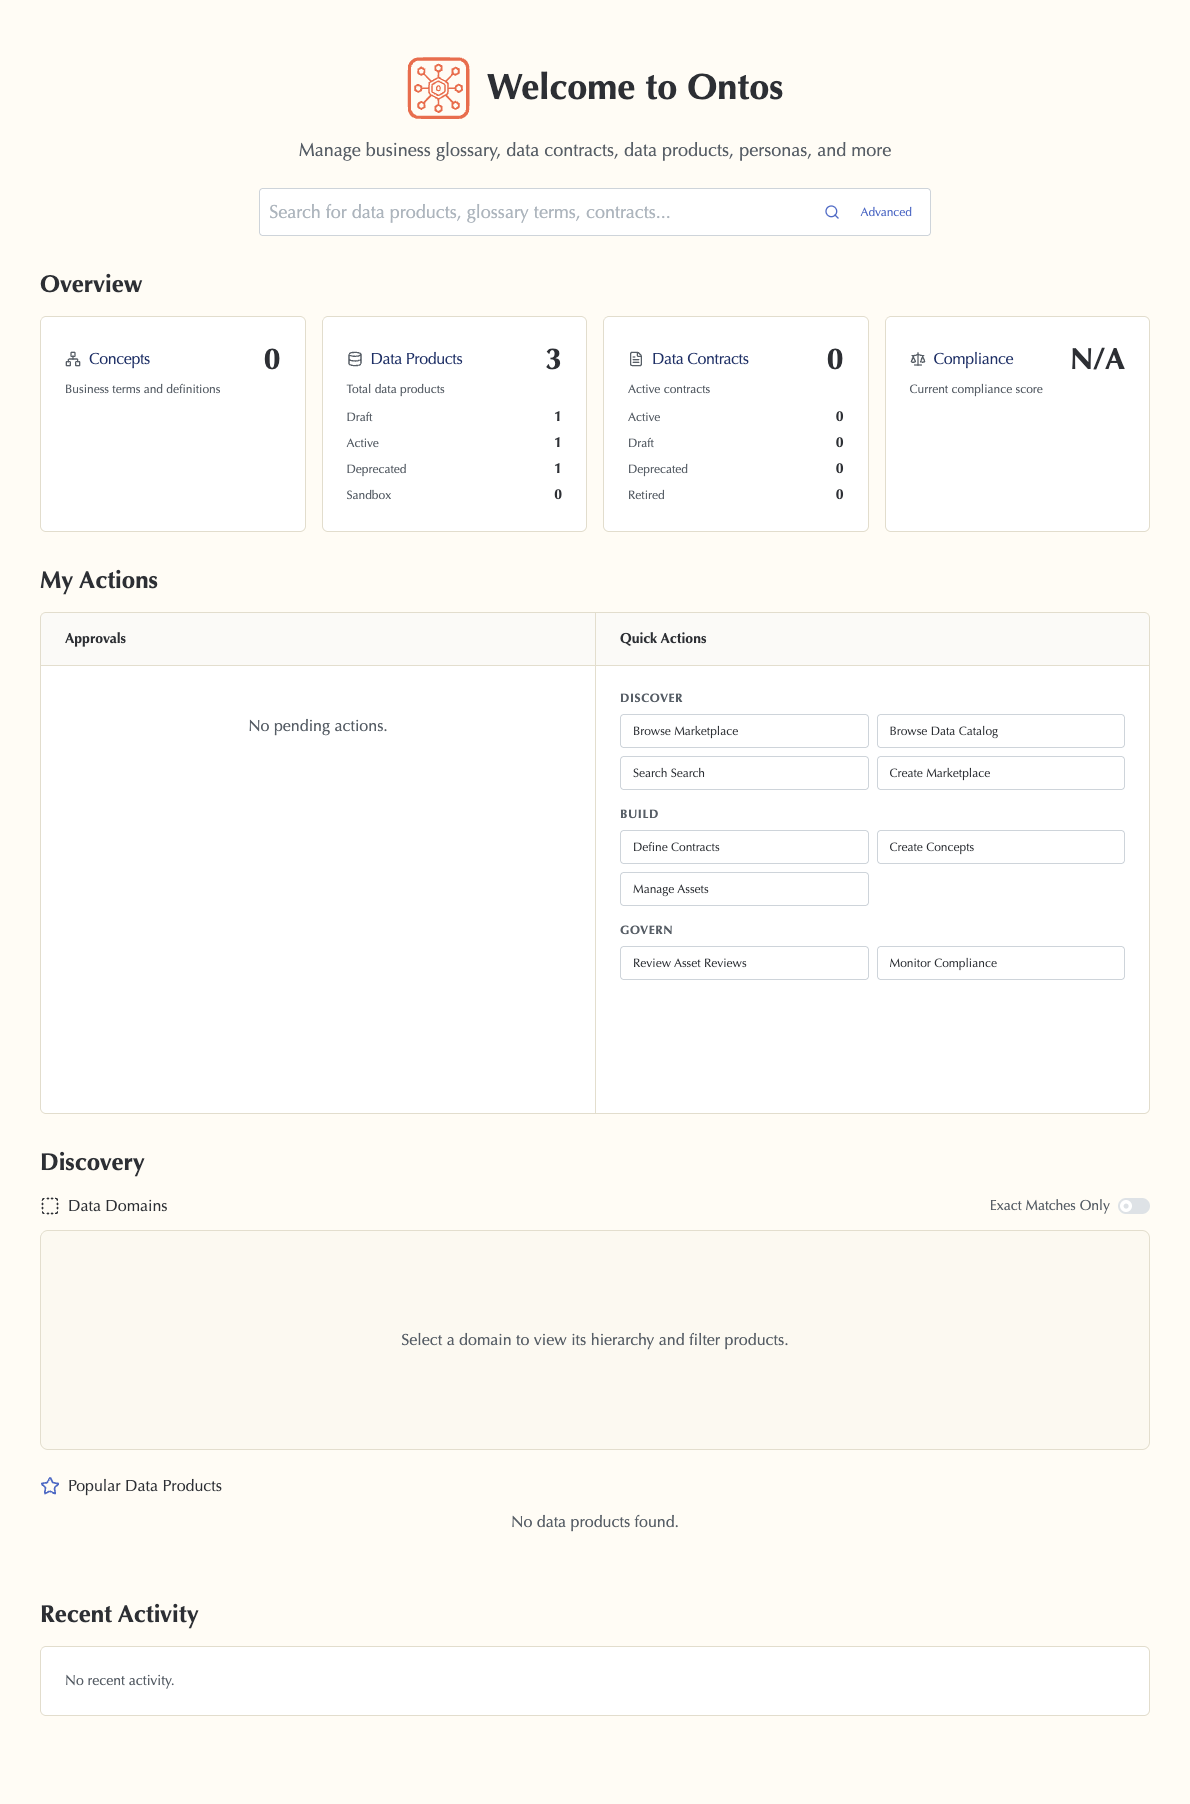 Welcome to Ontos
Manage business glossary, data contracts, data products, personas, and more
Search for data products, glossary terms, contracts...
Advanced
Overview
Concepts 0
Business terms and definitions
Data Products 3
Total data products
Draft 1
Active 1
Deprecated 1
Sandbox 0
Data Contracts 0
Active contracts
Active 0
Draft 0
Deprecated 0
Retired 0
Compliance N/A
Current compliance score
My Actions
Approvals
No pending actions.
Quick Actions
DISCOVER
Browse Marketplace
Browse Data Catalog
Search Search
Create Marketplace
BUILD
Define Contracts
Create Concepts
Manage Assets
GOVERN
Review Asset Reviews
Monitor Compliance
Discovery
Data Domains
Exact Matches Only
Select a domain to view its hierarchy and filter products.
Popular Data Products
No data products found.
Recent Activity
No recent activity.